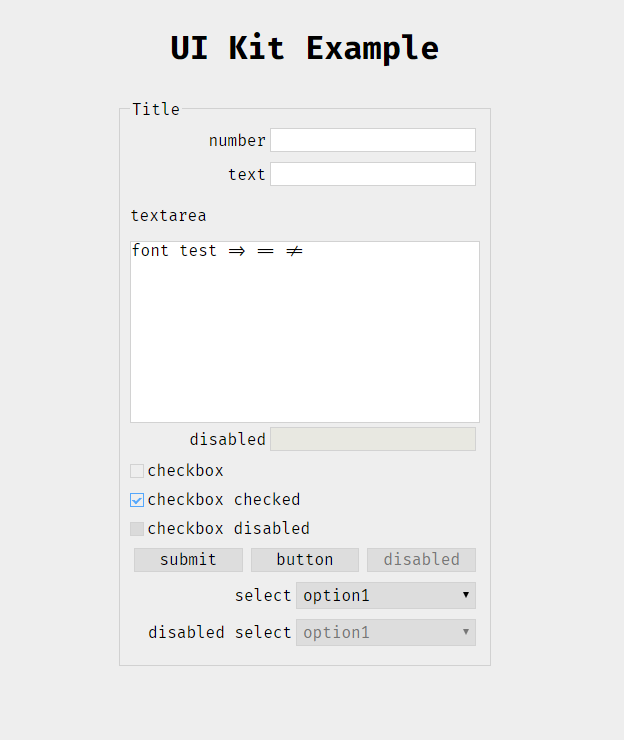 UI Kit Example
Title
number
text
textarea
font test => == !=
disabled
checkbox
checkbox checked
checkbox disabled
submit button disabled
select option1
disabled select option1